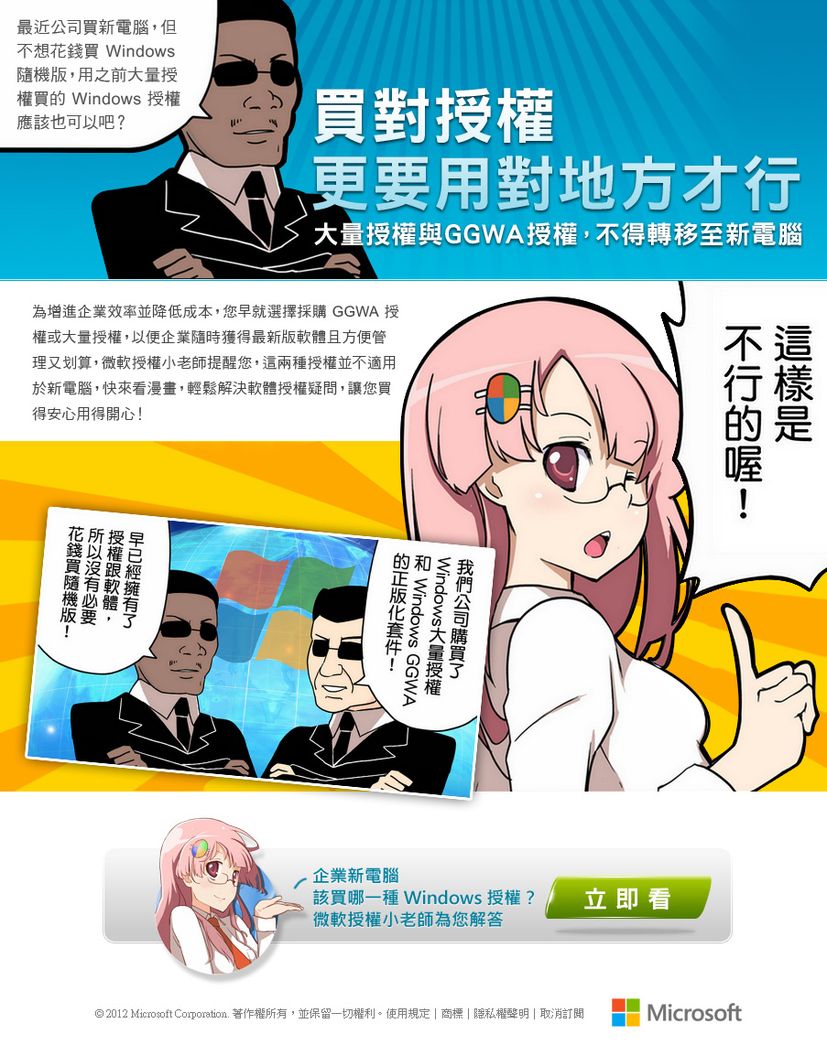 最近公司買新電腦，但
不想花錢買 Windows
隨機版，用之前大量授
權買的 Windows 授權
應該也可以吧？
買對授權
更要用對地方才行
大量授權與GGWA授權，不得轉移至新電腦
為增進企業效率並降低成本，您早就選擇採購 GGWA 授
權或大量授權，以便企業隨時獲得最新版軟體且方便管
理又划算，微軟授權小老師提醒您，這兩種授權並不適用
於新電腦，快來看漫畫，輕鬆解決軟體授權疑問，讓您買
得安心用得開心！
這樣是
不行的喔！
我們公司購買了
Windows大量授權
和 Windows GGWA
的正版化套件！
早已經擁有了
授權跟軟體，
所以沒有必要
花錢買隨機版！
企業新電腦
該買哪一種 Windows 授權？
微軟授權小老師為您解答
立即看
© 2012 Microsoft Corporation. 著作權所有，並保留一切權利。使用規定 | 商標 | 隱私權聲明 | 取消訂閱
Microsoft